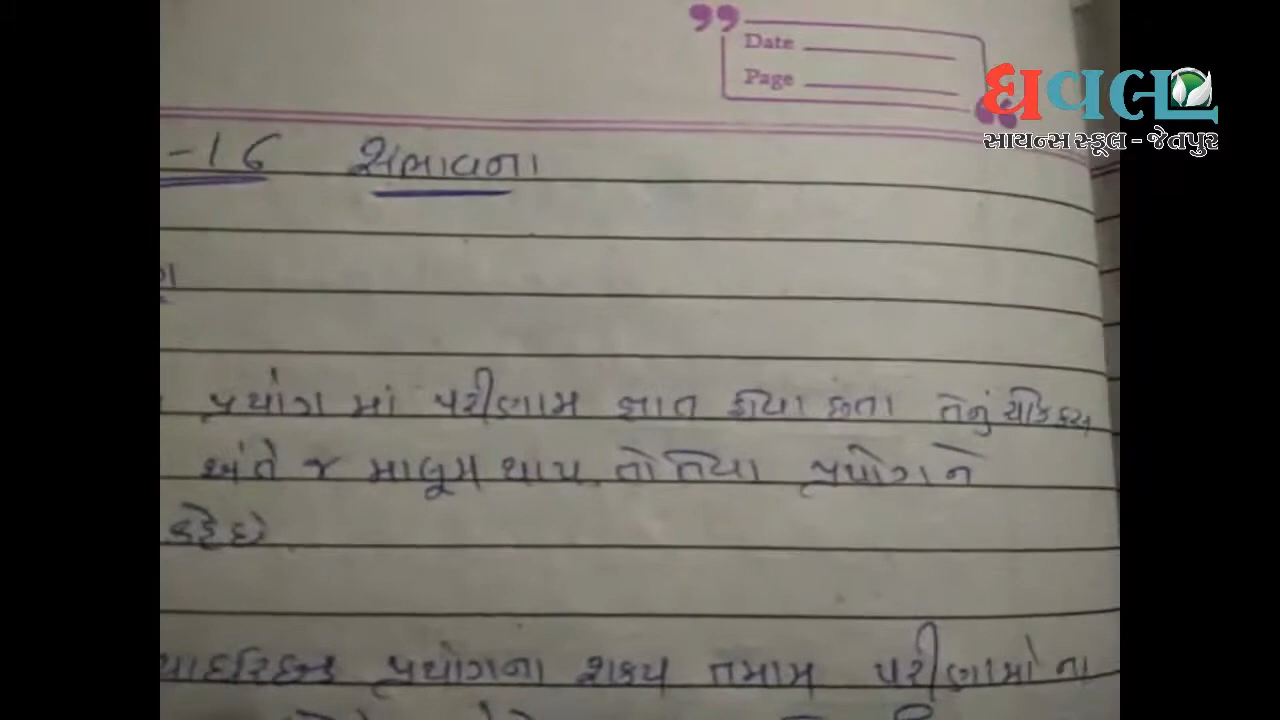 Date
Page
ધવલ
સાયન્સ સ્કૂલ - જેતપુર
-16 સંભાવના
પ્રયોગ માં પરીણામ જ્ઞાત હોવા છતા તેનું ચોક્કસ
અંતે જ માલૂમ થાય તો તેવા પ્રયોગ ને
કહે છે
યાદચ્છિક પ્રયોગના શક્ય તમામ પરીણામોના